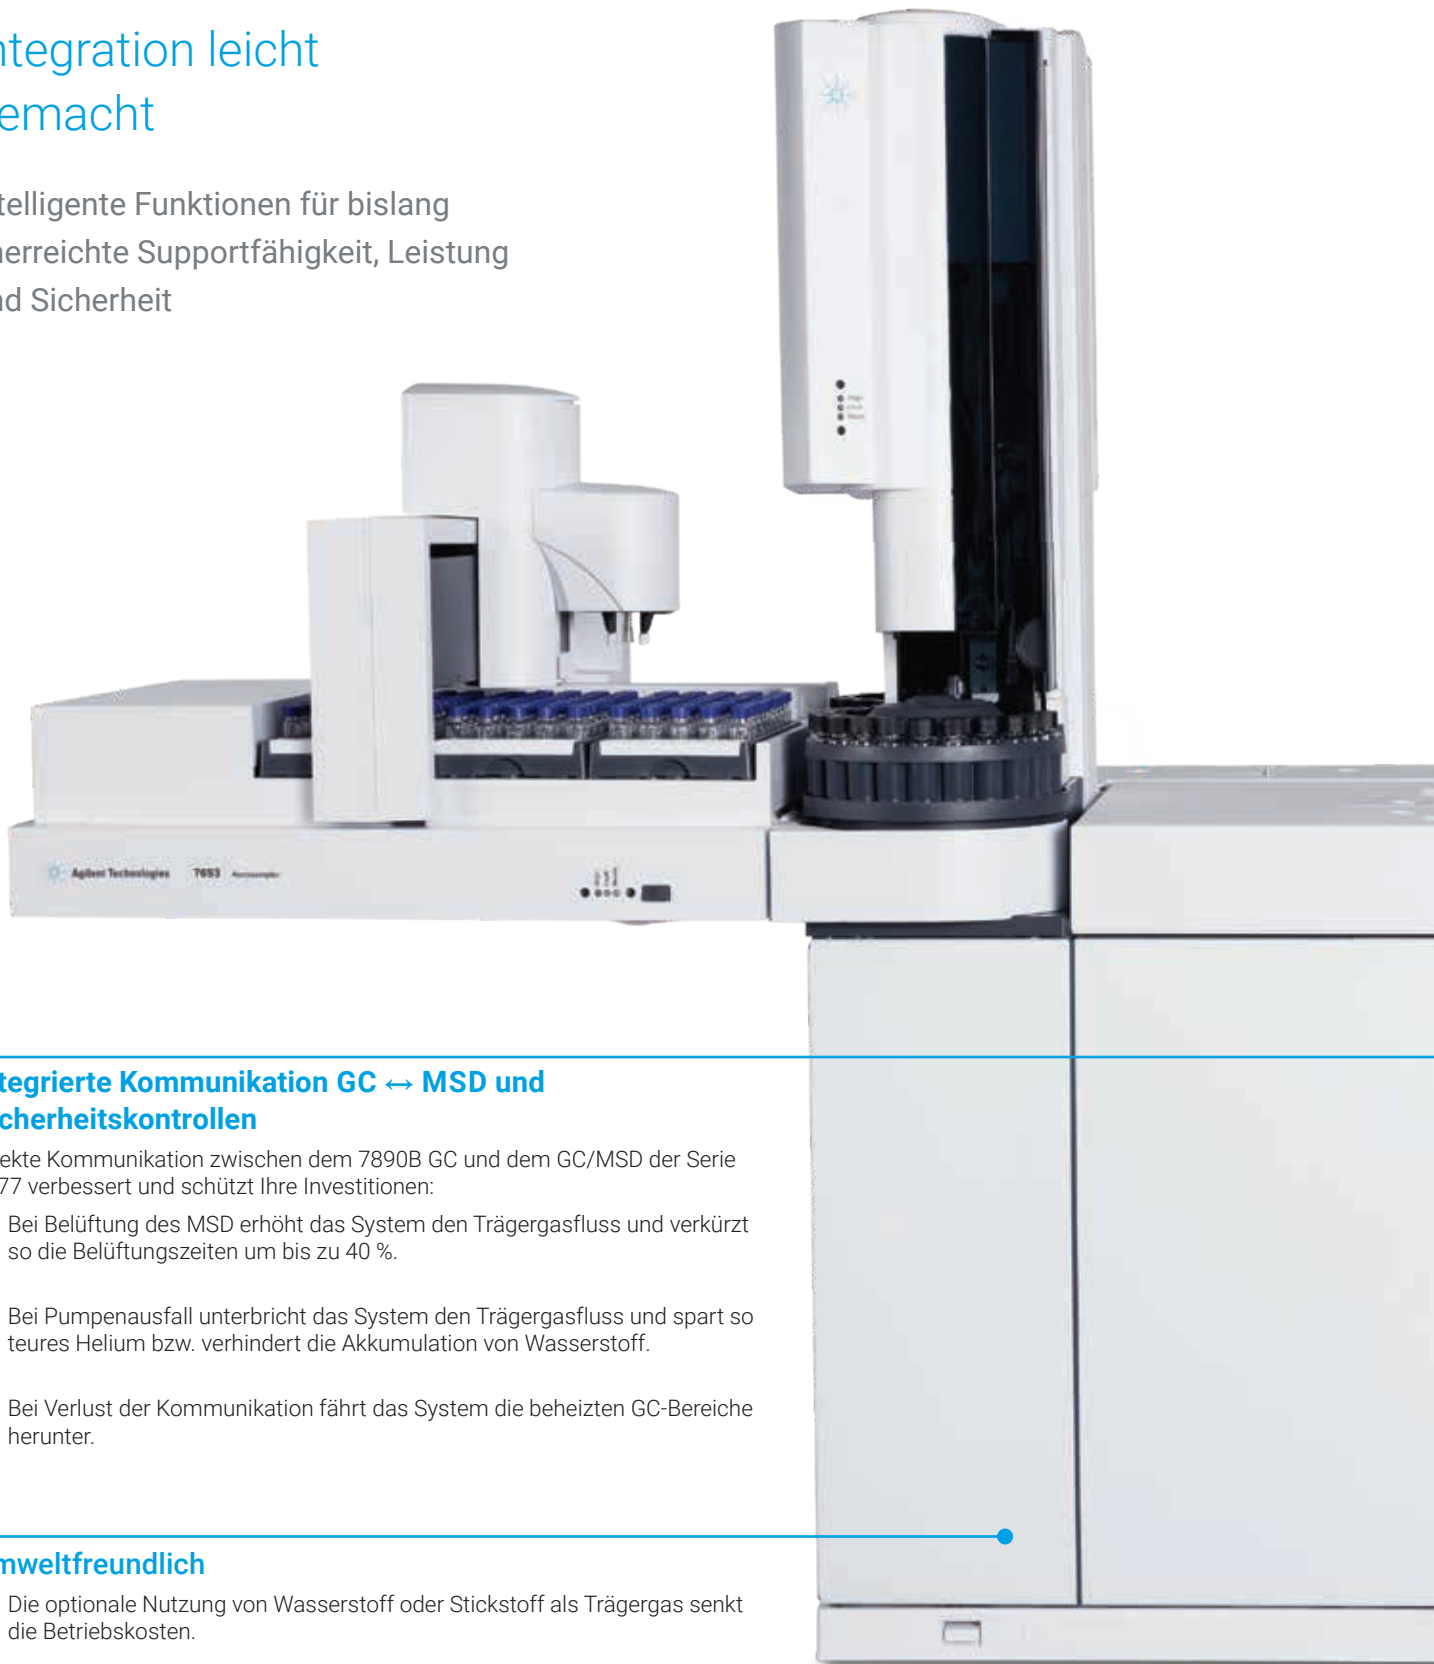 ntegration leicht
emacht
telligente Funktionen für bislang
nerreichte Supportfähigkeit, Leistung
nd Sicherheit
Agilent Technologies 7693 Autosampler
tegrierte Kommunikation GC ↔ MSD und
cherheitskontrollen
ekte Kommunikation zwischen dem 7890B GC und dem GC/MSD der Serie
77 verbessert und schützt Ihre Investitionen:
Bei Belüftung des MSD erhöht das System den Trägergasfluss und verkürzt
so die Belüftungszeiten um bis zu 40 %.
Bei Pumpenausfall unterbricht das System den Trägergasfluss und spart so
teures Helium bzw. verhindert die Akkumulation von Wasserstoff.
Bei Verlust der Kommunikation fährt das System die beheizten GC-Bereiche
herunter.
mweltfreundlich
Die optionale Nutzung von Wasserstoff oder Stickstoff als Trägergas senkt
die Betriebskosten.